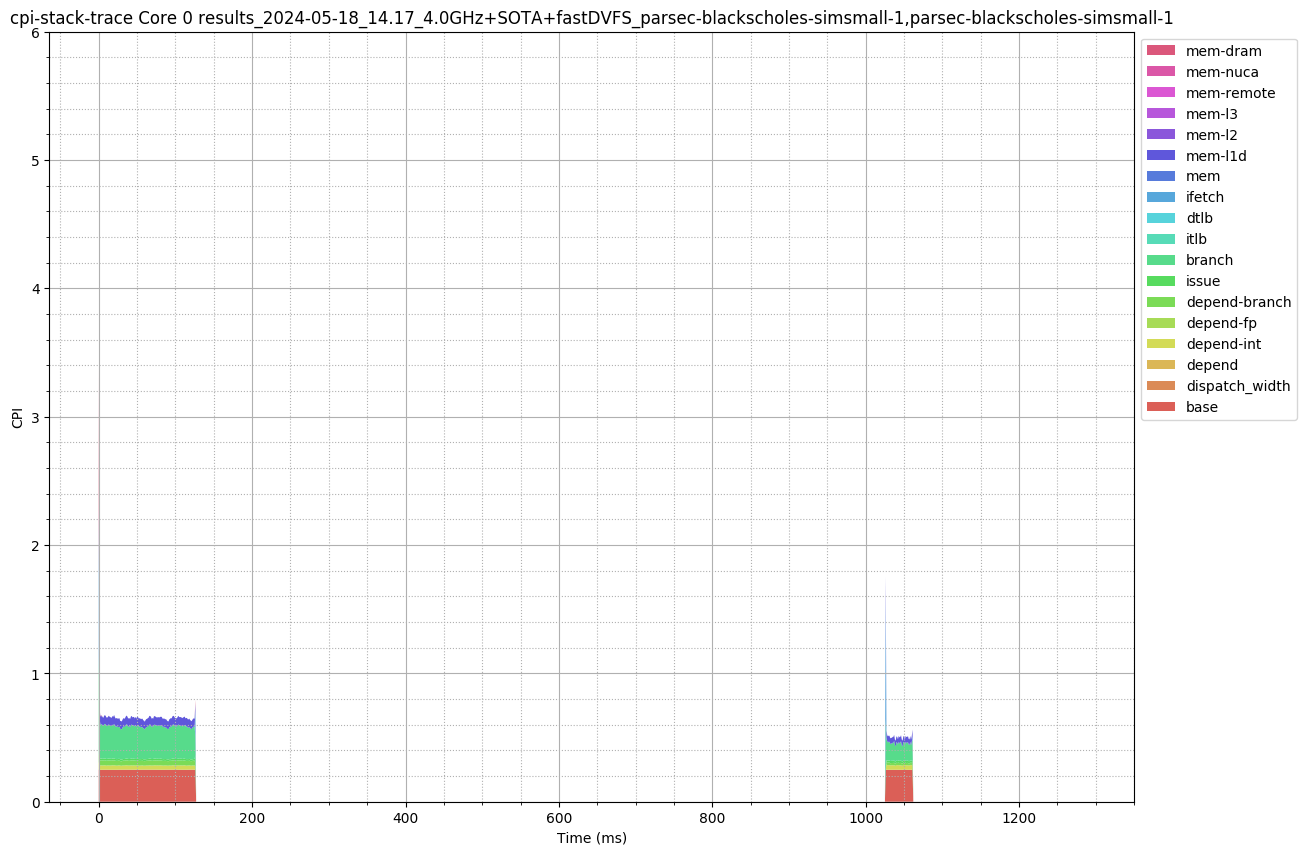 cpi-stack-trace Core 0 results_2024-05-18_14.17_4.0GHz+SOTA+fastDVFS_parsec-blackscholes-simsmall-1,parsec-blackscholes-simsmall-1
6
5
4
3
2
1
0
CPI
0 200 400 600 800 1000 1200
Time (ms)
mem-dram
mem-nuca
mem-remote
mem-l3
mem-l2
mem-l1d
mem
ifetch
dtlb
itlb
branch
issue
depend-branch
depend-fp
depend-int
depend
dispatch_width
base